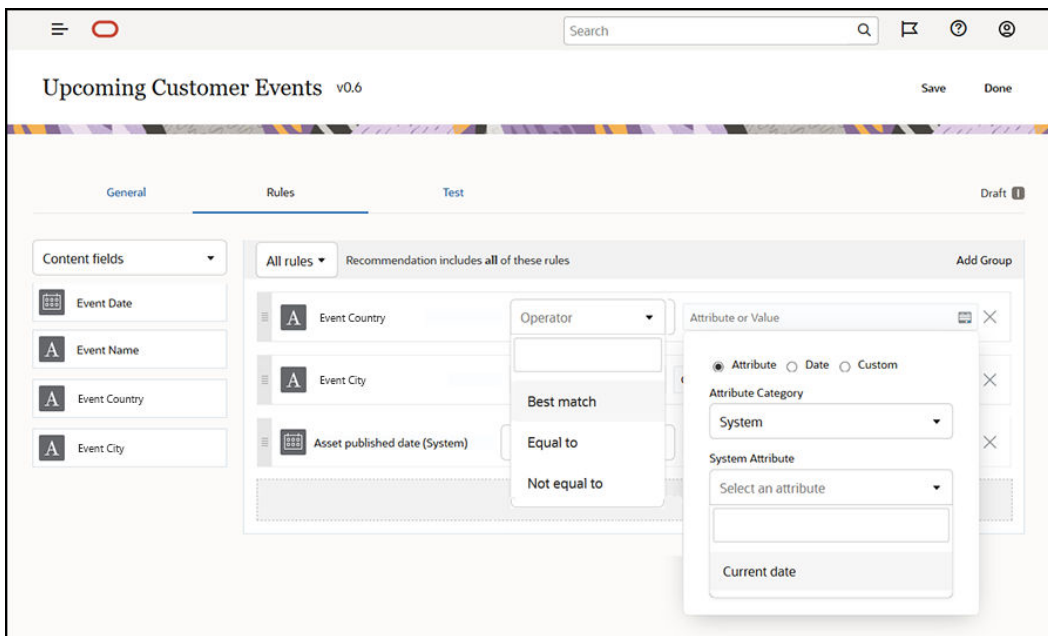 Search
Upcoming Customer Events v0.6
Save Done
General Rules Test Draft
Content fields
Event Date
A Event Name
A Event Country
A Event City
All rules Recommendation includes all of these rules Add Group
A Event Country
Operator
Attribute or Value
A Event City
Asset published date (System)
Best match
Equal to
Not equal to
Attribute Date Custom
Attribute Category
System
System Attribute
Select an attribute
Current date